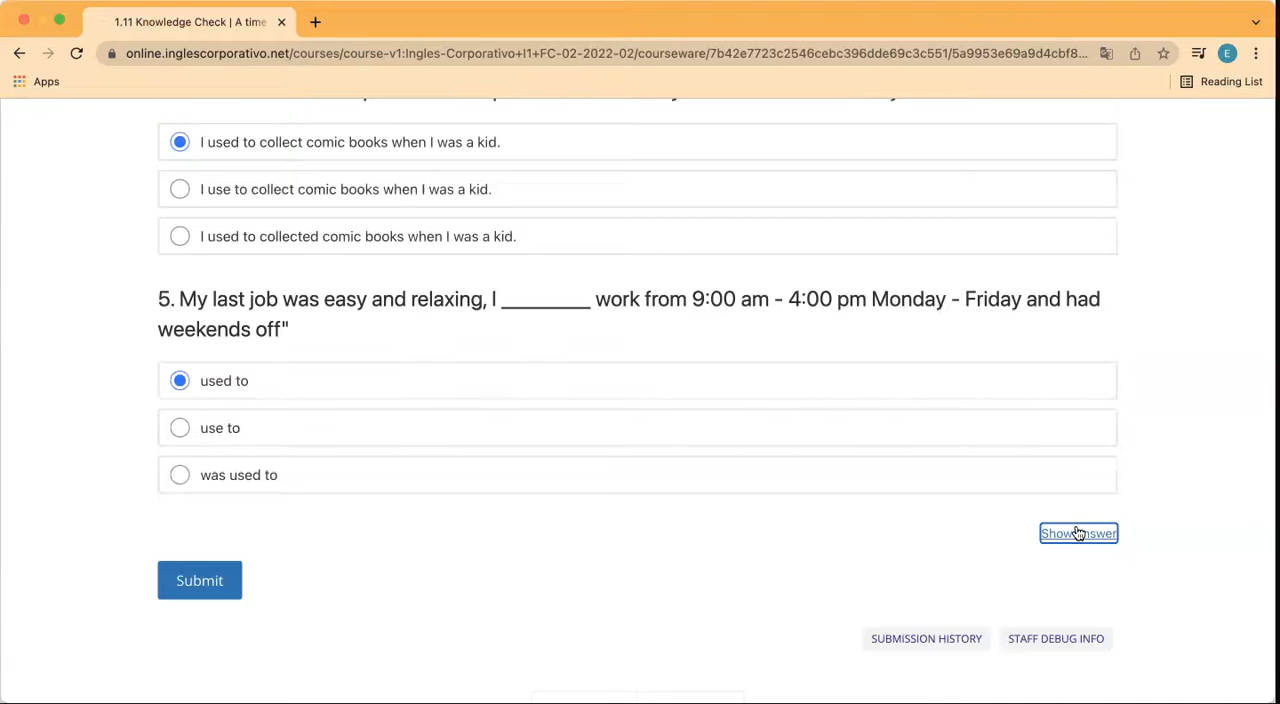 1.11 Knowledge Check | A time
online.inglescorporativo.net/courses/course-v1:Ingles-Corporativo+I1+FC-02-2022-02/courseware/7b42e7723c2546cebc396dde69c3c551/5a9953e69a9d4cbf8...
E
Apps
Reading List
I used to collect comic books when I was a kid.
I use to collect comic books when I was a kid.
I used to collected comic books when I was a kid.
5. My last job was easy and relaxing, I _________ work from 9:00 am - 4:00 pm Monday - Friday and had
weekends off"
used to
use to
was used to
Show Answer
Submit
SUBMISSION HISTORY
STAFF DEBUG INFO